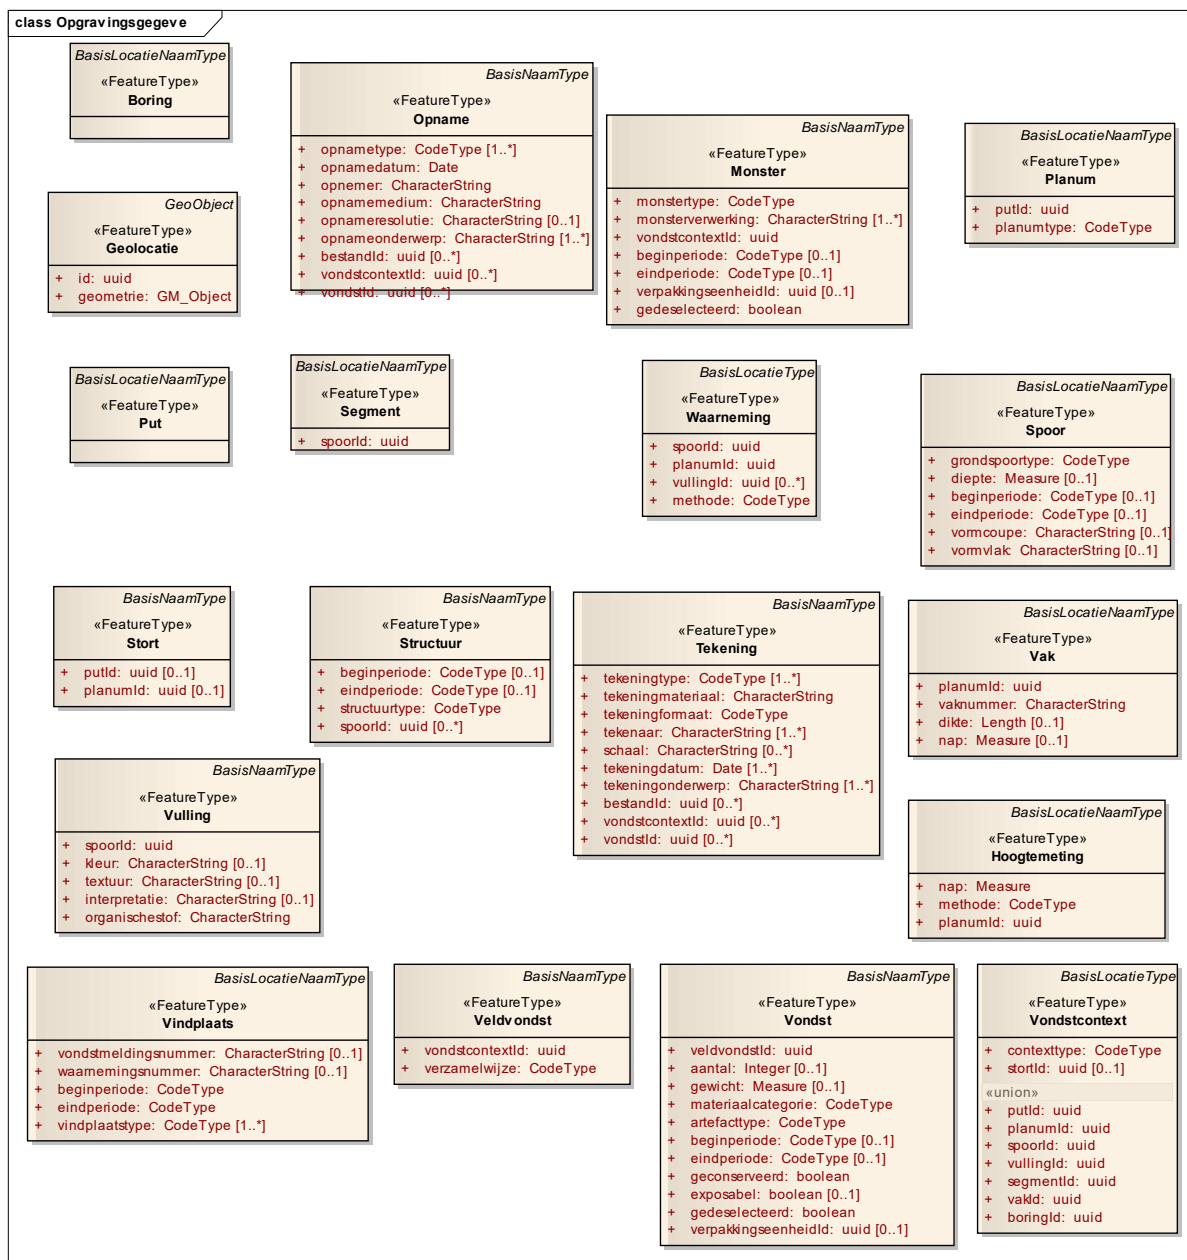 class Opgravingsgegeve
BasisLocatieNaamType
«FeatureType»
Boring
BasisNaamType
«FeatureType»
Opname
+ opnametype: CodeType [1..*]
+ opnamedatum: Date
+ opnemer: CharacterString
+ opnamemedium: CharacterString
+ opnameresolutie: CharacterString [0..1]
+ opnameonderwerp: CharacterString [1..*]
+ bestandId: uuid [0..*]
+ vondstcontextId: uuid [0..*]
+ vondstId: uuid [0..*]
BasisNaamType
«FeatureType»
Monster
+ monstertype: CodeType
+ monsterverwerking: CharacterString [1..*]
+ vondstcontextId: uuid
+ beginperiode: CodeType [0..1]
+ eindperiode: CodeType [0..1]
+ verpakkingseenheidId: uuid [0..1]
+ gedeselecteerd: boolean
BasisLocatieNaamType
«FeatureType»
Planum
+ putId: uuid
+ planumtype: CodeType
GeoObject
«FeatureType»
Geolocatie
+ id: uuid
+ geometrie: GM_Object
BasisLocatieNaamType
«FeatureType»
Put
BasisLocatieNaamType
«FeatureType»
Segment
+ spoorId: uuid
BasisLocatieType
«FeatureType»
Waarneming
+ spoorId: uuid
+ planumId: uuid
+ vullingId: uuid [0..*]
+ methode: CodeType
BasisLocatieNaamType
«FeatureType»
Spoor
+ grondspoortype: CodeType
+ diepte: Measure [0..1]
+ beginperiode: CodeType [0..1]
+ eindperiode: CodeType [0..1]
+ vormcoupe: CharacterString [0..1]
+ vormvlak: CharacterString [0..1]
BasisNaamType
«FeatureType»
Stort
+ putId: uuid [0..1]
+ planumId: uuid [0..1]
BasisNaamType
«FeatureType»
Structuur
+ beginperiode: CodeType [0..1]
+ eindperiode: CodeType [0..1]
+ structuurtype: CodeType
+ spoorId: uuid [0..*]
BasisNaamType
«FeatureType»
Tekening
+ tekeningtype: CodeType [1..*]
+ tekeningmateriaal: CharacterString
+ tekeningformaat: CodeType
+ tekenaar: CharacterString [1..*]
+ schaal: CharacterString [0..*]
+ tekeningdatum: Date [1..*]
+ tekeningonderwerp: CharacterString [1..*]
+ bestandId: uuid [0..*]
+ vondstcontextId: uuid [0..*]
+ vondstId: uuid [0..*]
BasisLocatieNaamType
«FeatureType»
Vak
+ planumId: uuid
+ vaknummer: CharacterString
+ dikte: Length [0..1]
+ nap: Measure [0..1]
BasisNaamType
«FeatureType»
Vulling
+ spoorId: uuid
+ kleur: CharacterString [0..1]
+ textuur: CharacterString [0..1]
+ interpretatie: CharacterString [0..1]
+ organischestof: CharacterString
BasisLocatieNaamType
«FeatureType»
Hoogtemeting
+ nap: Measure
+ methode: CodeType
+ planumId: uuid
BasisLocatieNaamType
«FeatureType»
Vindplaats
+ vondstmeldingsnummer: CharacterString [0..1]
+ waarnemingsnummer: CharacterString [0..1]
+ beginperiode: CodeType
+ eindperiode: CodeType
+ vindplaatstype: CodeType [1..*]
BasisNaamType
«FeatureType»
Veldvondst
+ vondstcontextId: uuid
+ verzamelwijze: CodeType
BasisNaamType
«FeatureType»
Vondst
+ veldvondstId: uuid
+ aantal: Integer [0..1]
+ gewicht: Measure [0..1]
+ materiaalcategorie: CodeType
+ artefacttype: CodeType
+ beginperiode: CodeType [0..1]
+ eindperiode: CodeType [0..1]
+ geconserveerd: boolean
+ exposabel: boolean [0..1]
+ gedeselecteerd: boolean
+ verpakkingseenheidId: uuid [0..1]
BasisLocatieType
«FeatureType»
Vondstcontext
+ contexttype: CodeType
+ stortId: uuid [0..1]
«union»
+ putId: uuid
+ planumId: uuid
+ spoorId: uuid
+ vullingId: uuid
+ segmentId: uuid
+ vakId: uuid
+ boringId: uuid